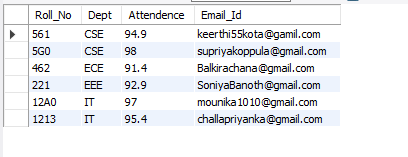 Roll_No Dept Attendence Email_Id
561 CSE 94.9 keerthi55kota@gamil.com
5G0 CSE 98 supriyakoppula@gmail.com
462 ECE 91.4 Balkirachana@gmail.com
221 EEE 92.9 SoniyaBanoth@gmail.com
12A0 IT 97 mounika1010@gmail.com
1213 IT 95.4 challapriyanka@gmail.com